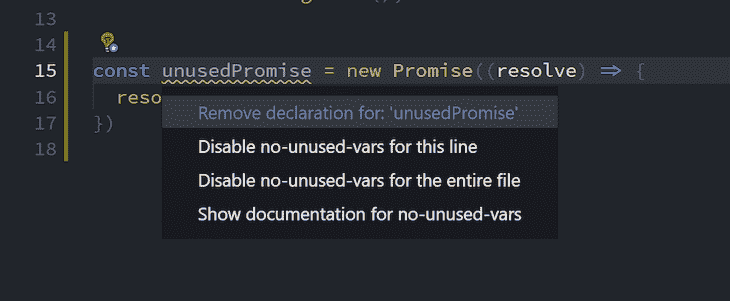 13
14
15 const unusedPromise = new Promise((resolve) => {
16 reso
17 })
18
Remove declaration for: 'unusedPromise'
Disable no-unused-vars for this line
Disable no-unused-vars for the entire file
Show documentation for no-unused-vars